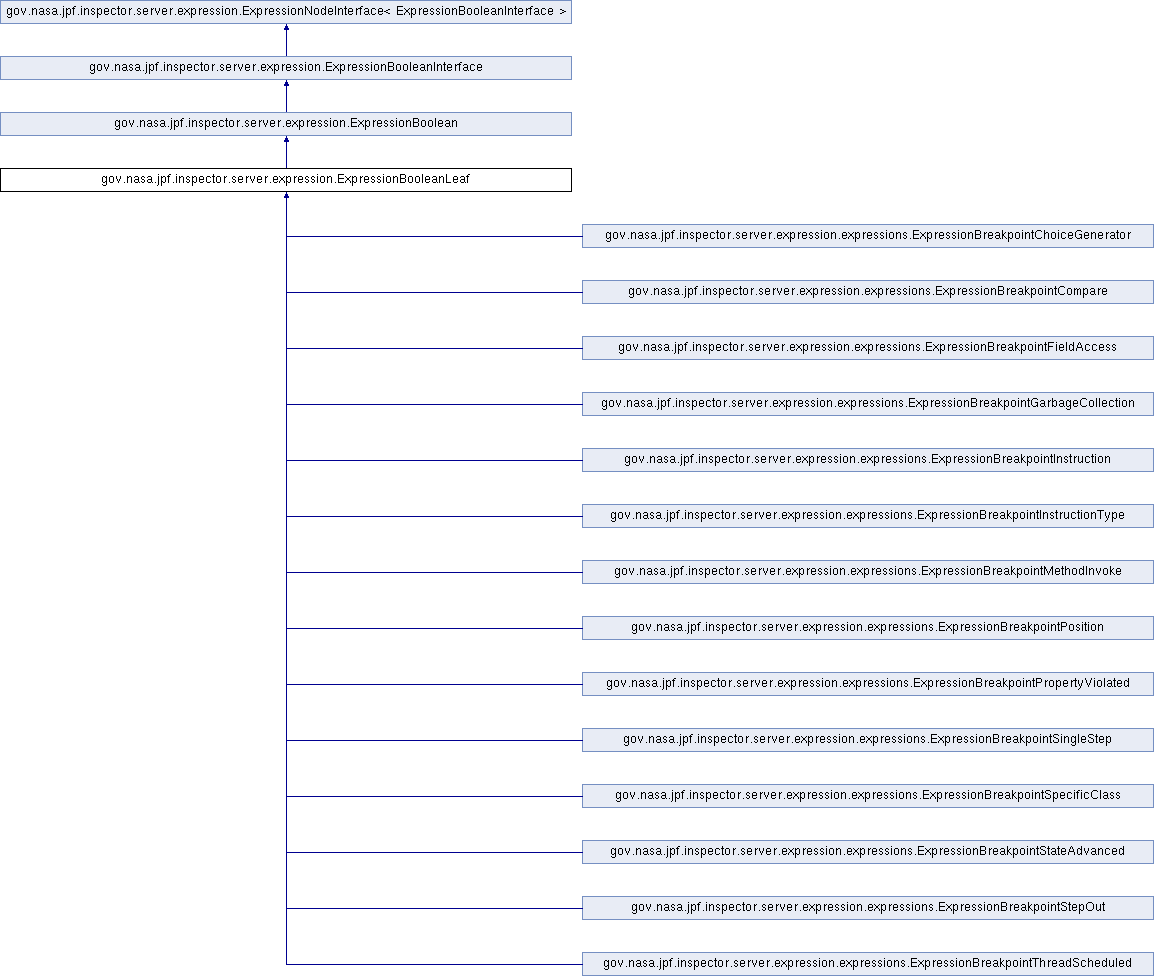 gov.nasa.jpf.inspector.server.expression.ExpressionNodeInterface< ExpressionBooleanInterface >
gov.nasa.jpf.inspector.server.expression.ExpressionBooleanInterface
gov.nasa.jpf.inspector.server.expression.ExpressionBoolean
gov.nasa.jpf.inspector.server.expression.ExpressionBooleanLeaf
gov.nasa.jpf.inspector.server.expression.expressions.ExpressionBreakpointChoiceGenerator
gov.nasa.jpf.inspector.server.expression.expressions.ExpressionBreakpointCompare
gov.nasa.jpf.inspector.server.expression.expressions.ExpressionBreakpointFieldAccess
gov.nasa.jpf.inspector.server.expression.expressions.ExpressionBreakpointGarbageCollection
gov.nasa.jpf.inspector.server.expression.expressions.ExpressionBreakpointInstruction
gov.nasa.jpf.inspector.server.expression.expressions.ExpressionBreakpointInstructionType
gov.nasa.jpf.inspector.server.expression.expressions.ExpressionBreakpointMethodInvoke
gov.nasa.jpf.inspector.server.expression.expressions.ExpressionBreakpointPosition
gov.nasa.jpf.inspector.server.expression.expressions.ExpressionBreakpointPropertyViolated
gov.nasa.jpf.inspector.server.expression.expressions.ExpressionBreakpointSingleStep
gov.nasa.jpf.inspector.server.expression.expressions.ExpressionBreakpointSpecificClass
gov.nasa.jpf.inspector.server.expression.expressions.ExpressionBreakpointStateAdvanced
gov.nasa.jpf.inspector.server.expression.expressions.ExpressionBreakpointStepOut
gov.nasa.jpf.inspector.server.expression.expressions.ExpressionBreakpointThreadScheduled